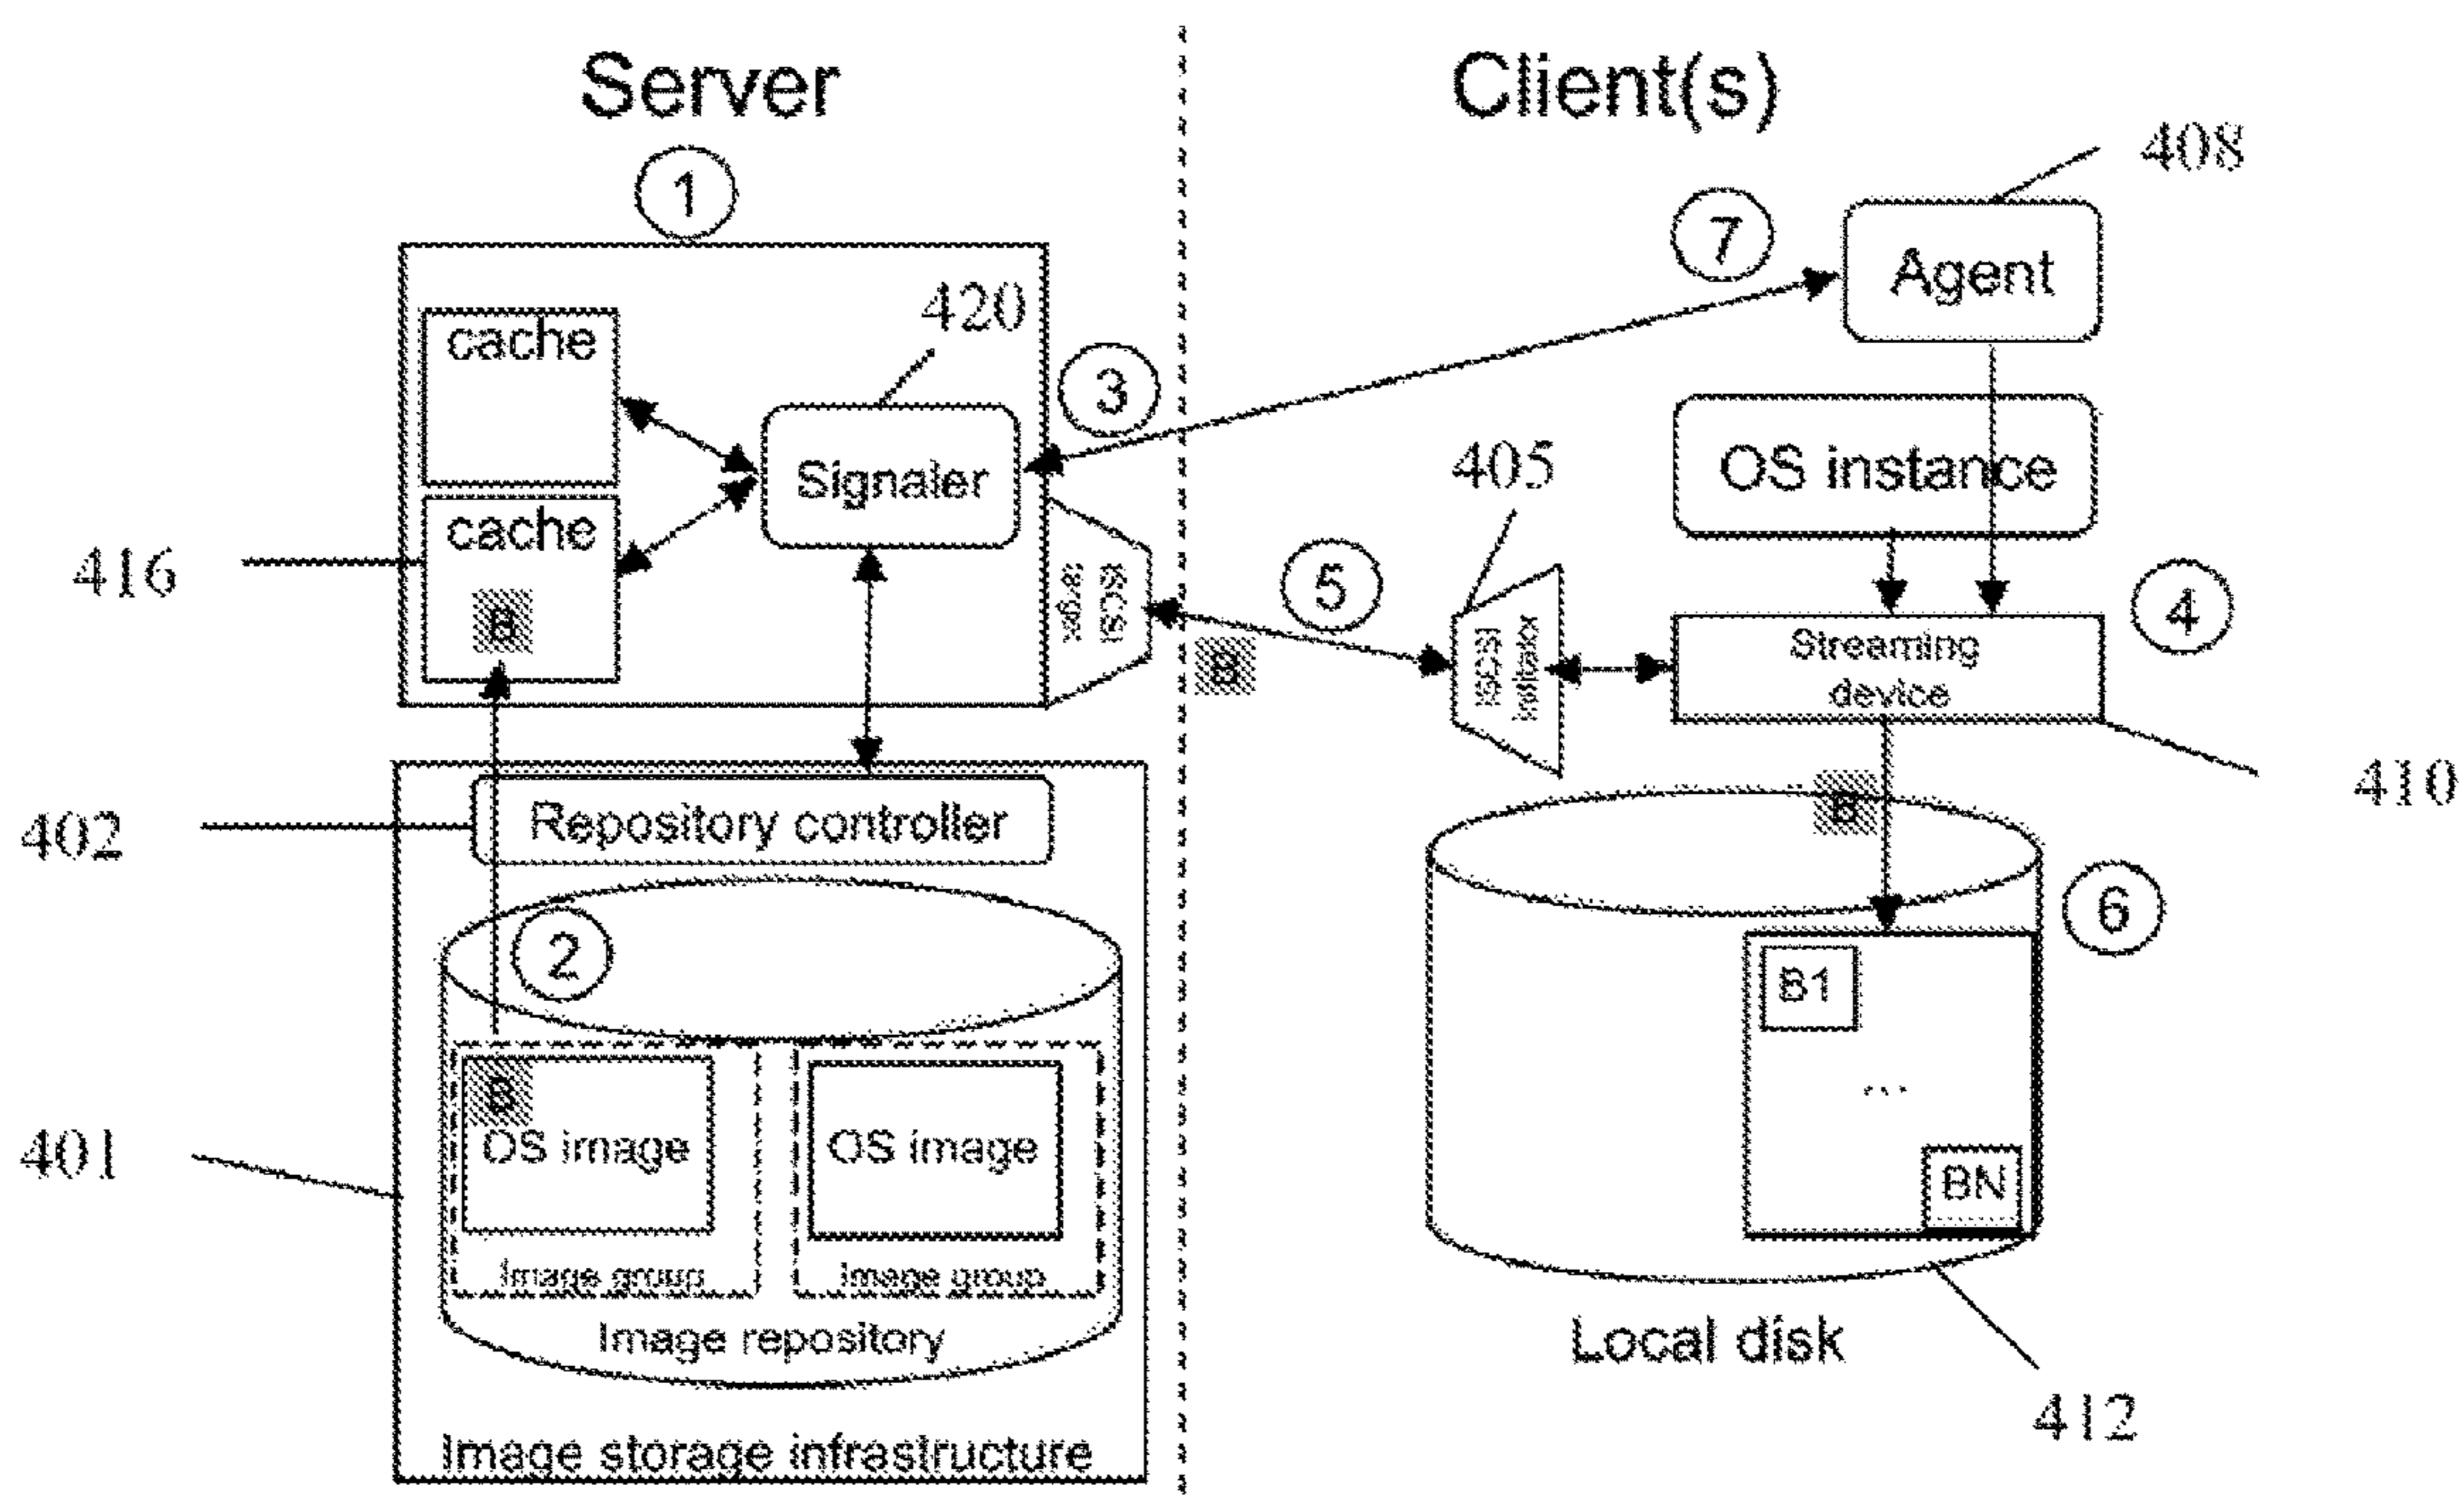 Server
Client(s)
1
408
7
Agent
420
cache
3
Signaler
405
OS instance
416
cache
B
iSCSI
target
5
B
iSCSI
initiator
Streaming
device
4
410
402
Repository controller
B
6
2
B1
...
BN
401
B
OS image
OS image
Image group
Image group
Image repository
Local disk
412
Image storage infrastructure